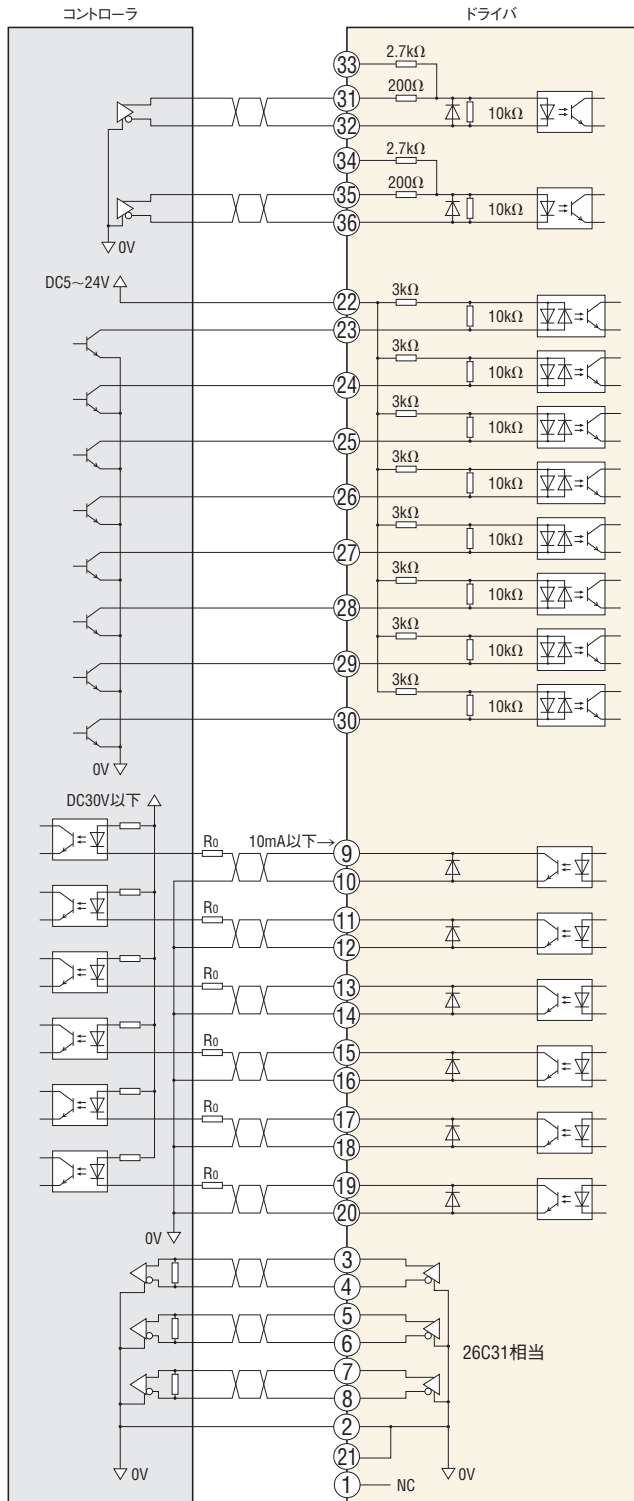 コントローラ
ドライバ
33
2.7kΩ
31
200Ω
32
10kΩ
34
2.7kΩ
35
200Ω
36
10kΩ
0V
DC5～24V
22
3kΩ
23
10kΩ
3kΩ
24
10kΩ
3kΩ
25
10kΩ
3kΩ
26
10kΩ
3kΩ
27
10kΩ
3kΩ
28
10kΩ
3kΩ
29
10kΩ
3kΩ
30
10kΩ
0V
DC30V以下
R0
10mA以下→
9
10
R0
11
12
R0
13
14
R0
15
16
R0
17
18
R0
19
20
0V
3
4
5
6
26C31相当
7
8
2
21
0V
0V
1
NC